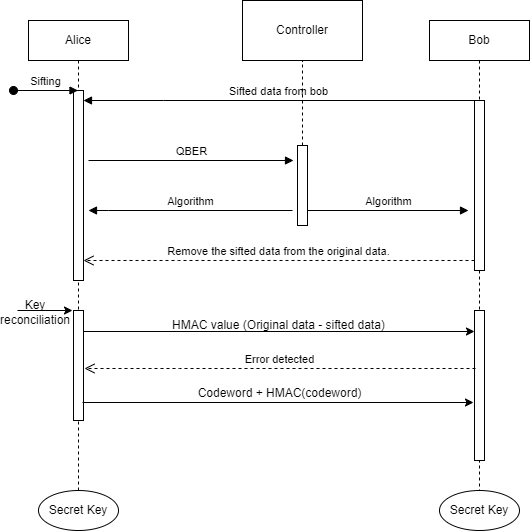 Alice
Controller
Bob
Sifting
Sifted data from bob
QBER
Algorithm
Algorithm
Remove the sifted data from the original data.
Key
reconciliation
HMAC value (Original data - sifted data)
Error detected
Codeword + HMAC(codeword)
Secret Key
Secret Key